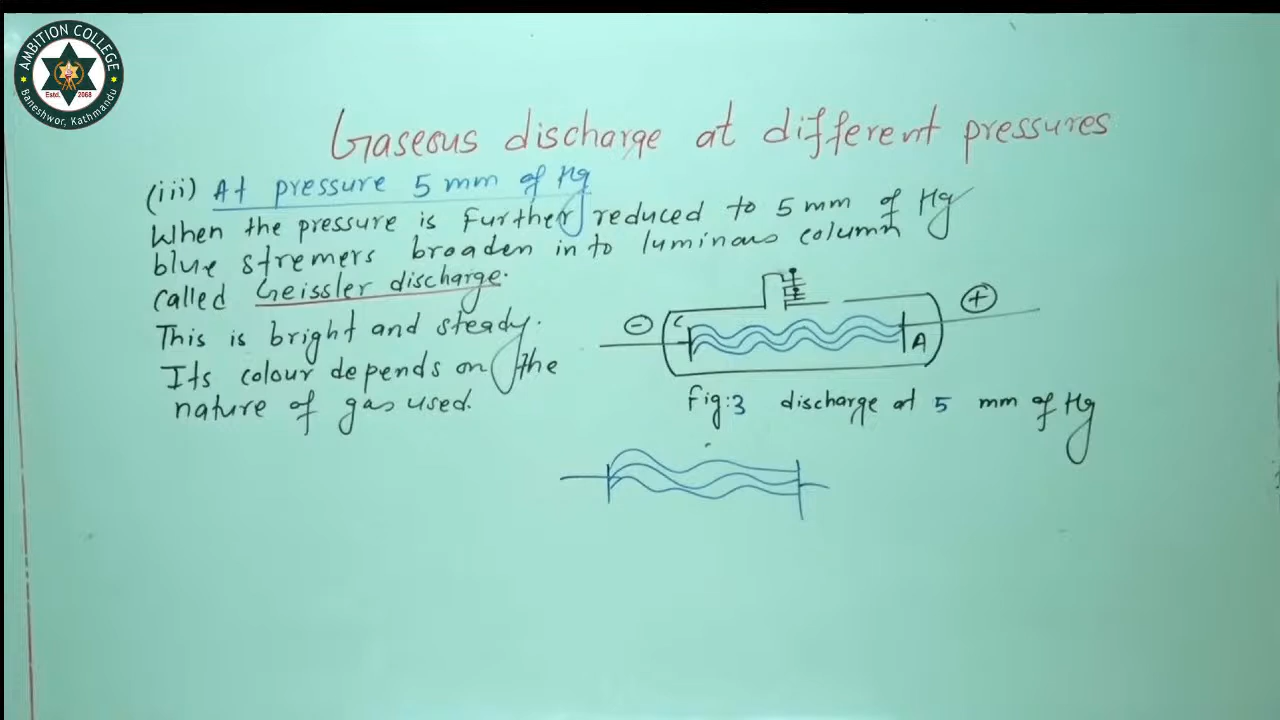 AMBITION COLLEGE
Estd. 2068
Baneshwor, Kathmandu
Gaseous discharge at different pressures
(iii) At pressure 5 mm of Hg
When the pressure is Further reduced to 5 mm of Hg
blue stremers broaden in to luminous column
called Geissler discharge.
This is bright and steady.
Its colour depends on the
nature of gas used.
- C A +
Fig:3 discharge at 5 mm of Hg